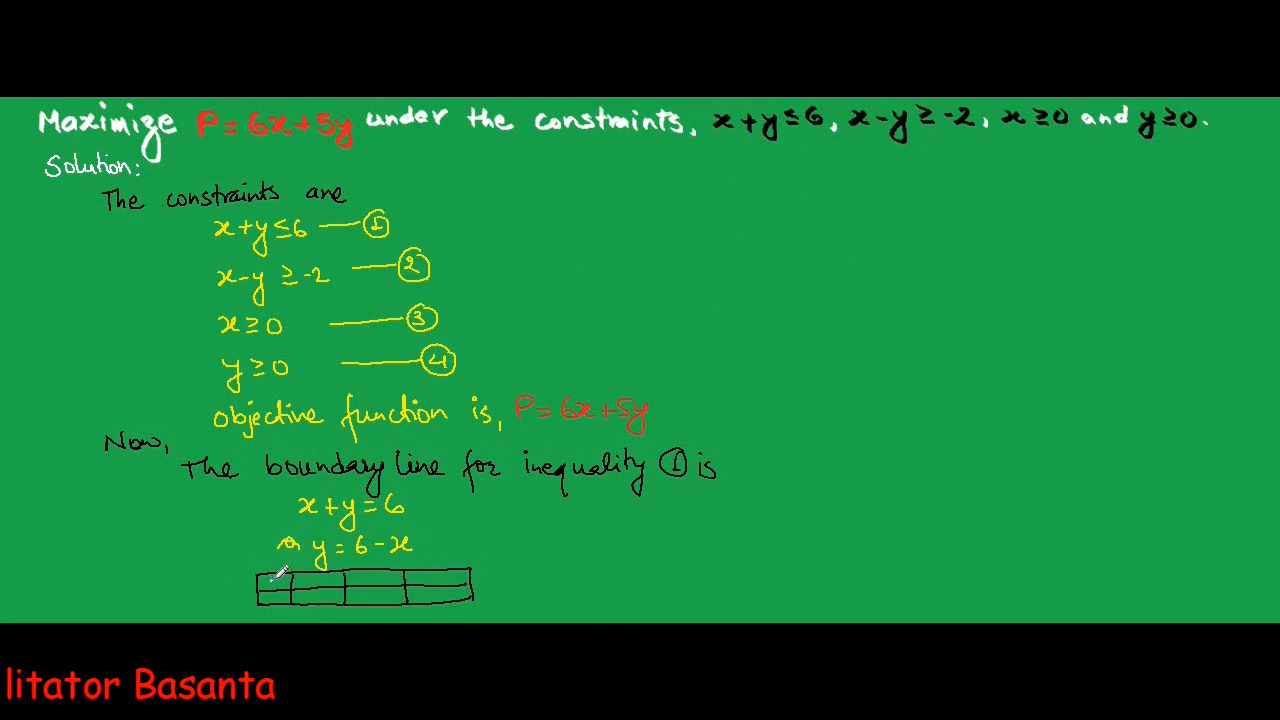 Maximize P = 6x + 5y under the constmints, x + y ≤ 6, x - y ≥ -2, x ≥ 0 and y ≥ 0.
Solution:
The constraints are
x + y ≤ 6 — ①
x - y ≥ -2 — ②
x ≥ 0 — ③
y ≥ 0 — ④
objective function is, P = 6x + 5y
Now,
The boundary line for inequality ① is
x + y = 6
or y = 6 - x
litator Basanta